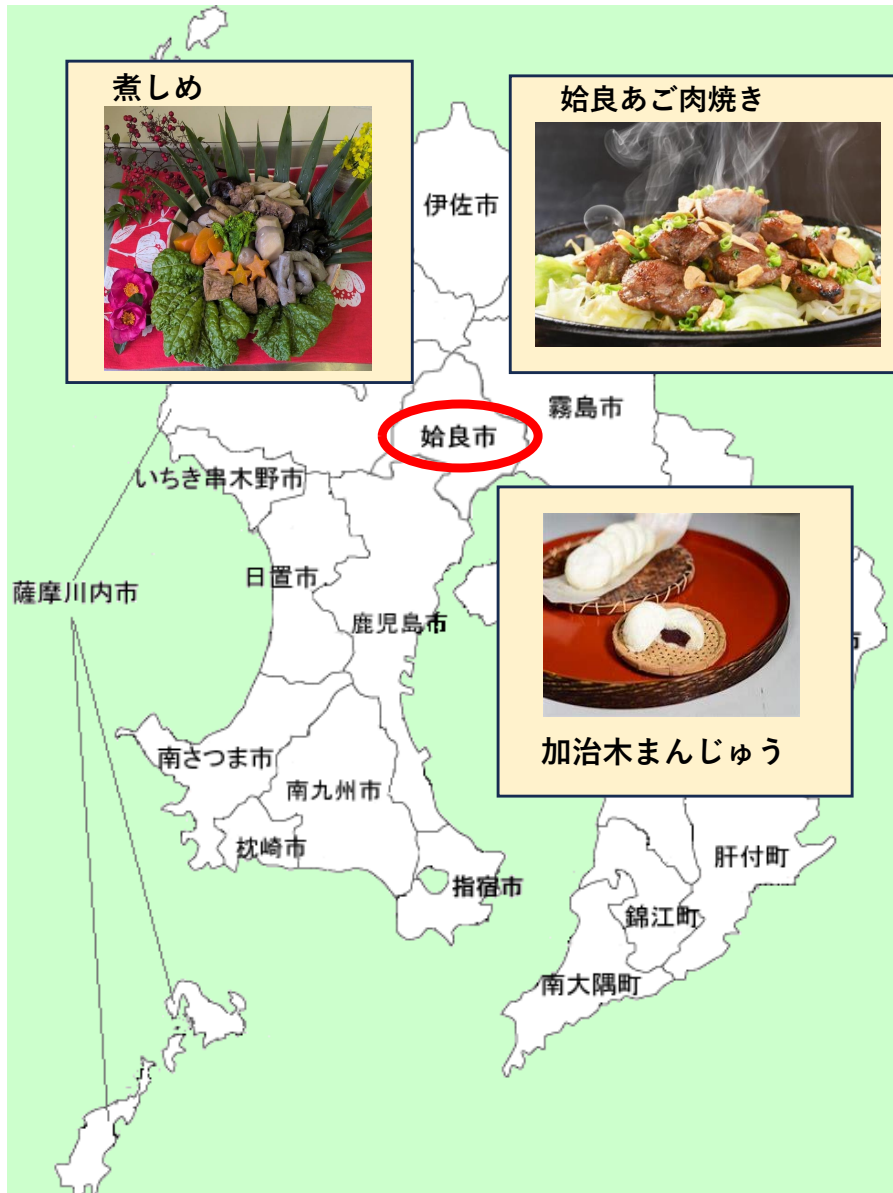 煮しめ
姶良あご肉焼き
伊佐市
霧島市
姶良市
いちき串木野市
日置市
薩摩川内市
鹿児島市
市
加治木まんじゅう
南さつま市
南九州市
枕崎市
指宿市
肝付町
錦江町
南大隅町